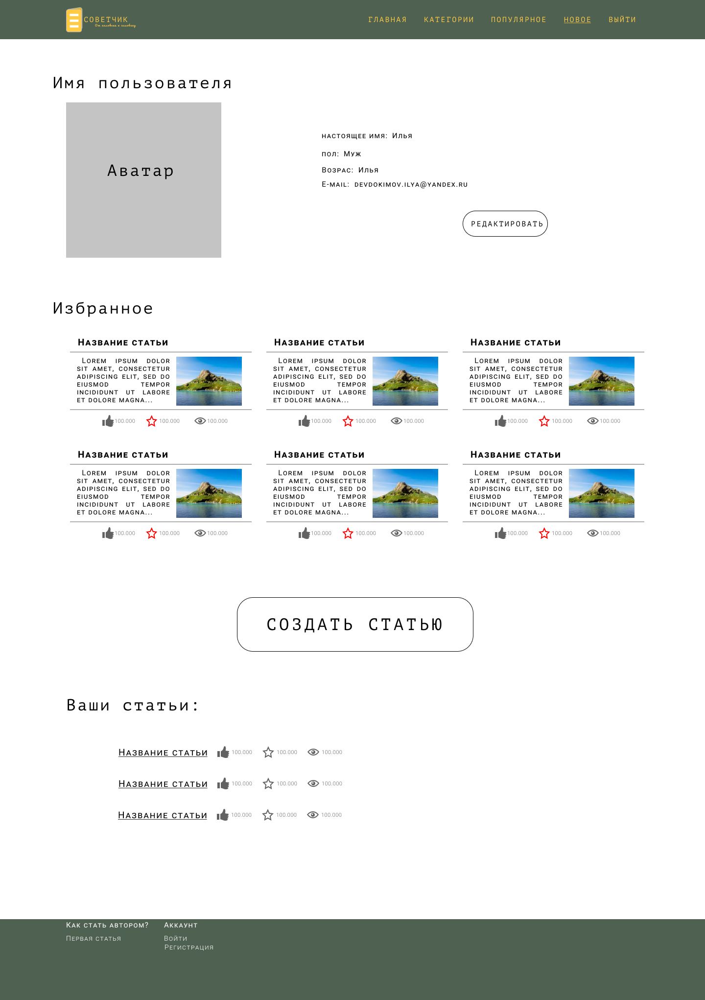 СОВЕТЧИК
От человека к человеку
ГЛАВНАЯ КАТЕГОРИИ ПОПУЛЯРНОЕ НОВОЕ ВЫЙТИ
Имя пользователя
Аватар
настоящее имя: Илья
пол: Муж
Возрас: Илья
E-mail: devdokimov.ilya@yandex.ru
РЕДАКТИРОВАТЬ
Избранное
Название статьи Название статьи Название статьи
Lorem ipsum dolor Lorem ipsum dolor Lorem ipsum dolor
sit amet, consectetur sit amet, consectetur sit amet, consectetur
adipiscing elit, sed do adipiscing elit, sed do adipiscing elit, sed do
eiusmod tempor eiusmod tempor eiusmod tempor
incididunt ut labore incididunt ut labore incididunt ut labore
et dolore magna... et dolore magna... et dolore magna...
100.000 100.000 100.000 100.000 100.000 100.000 100.000 100.000 100.000
Название статьи Название статьи Название статьи
Lorem ipsum dolor Lorem ipsum dolor Lorem ipsum dolor
sit amet, consectetur sit amet, consectetur sit amet, consectetur
adipiscing elit, sed do adipiscing elit, sed do adipiscing elit, sed do
eiusmod tempor eiusmod tempor eiusmod tempor
incididunt ut labore incididunt ut labore incididunt ut labore
et dolore magna... et dolore magna... et dolore magna...
100.000 100.000 100.000 100.000 100.000 100.000 100.000 100.000 100.000
СОЗДАТЬ СТАТЬЮ
Ваши статьи:
Название статьи 100.000 100.000 100.000
Название статьи 100.000 100.000 100.000
Название статьи 100.000 100.000 100.000
Как стать автором? Аккаунт
Первая статья Войти
Регистрация